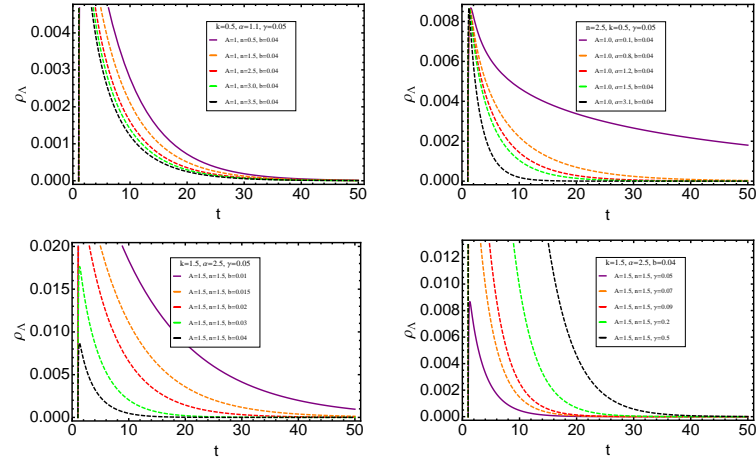 k=0.5, α=1.1, γ=0.05
A=1, n=0.5, b=0.04
A=1, n=1.5, b=0.04
A=1, n=2.5, b=0.04
A=1, n=3.0, b=0.04
A=1, n=3.5, b=0.04
0.004
0.003
0.002
0.001
0.000
ρΛ
0 10 20 30 40 50
t
n=2.5, k=0.5, γ=0.05
A=1.0, α=0.1, b=0.04
A=1.0, α=0.8, b=0.04
A=1.0, α=1.2, b=0.04
A=1.0, α=1.5, b=0.04
A=1.0, α=3.1, b=0.04
0.008
0.006
0.004
0.002
0.000
ρΛ
0 10 20 30 40 50
t
k=1.5, α=2.5, γ=0.05
A=1.5, n=1.5, b=0.01
A=1.5, n=1.5, b=0.015
A=1.5, n=1.5, b=0.02
A=1.5, n=1.5, b=0.03
A=1.5, n=1.5, b=0.04
0.020
0.015
0.010
0.005
0.000
ρΛ
0 10 20 30 40 50
t
k=1.5, α=2.5, b=0.04
A=1.5, n=1.5, γ=0.05
A=1.5, n=1.5, γ=0.07
A=1.5, n=1.5, γ=0.09
A=1.5, n=1.5, γ=0.2
A=1.5, n=1.5, γ=0.5
0.012
0.010
0.008
0.006
0.004
0.002
0.000
ρΛ
0 10 20 30 40 50
t